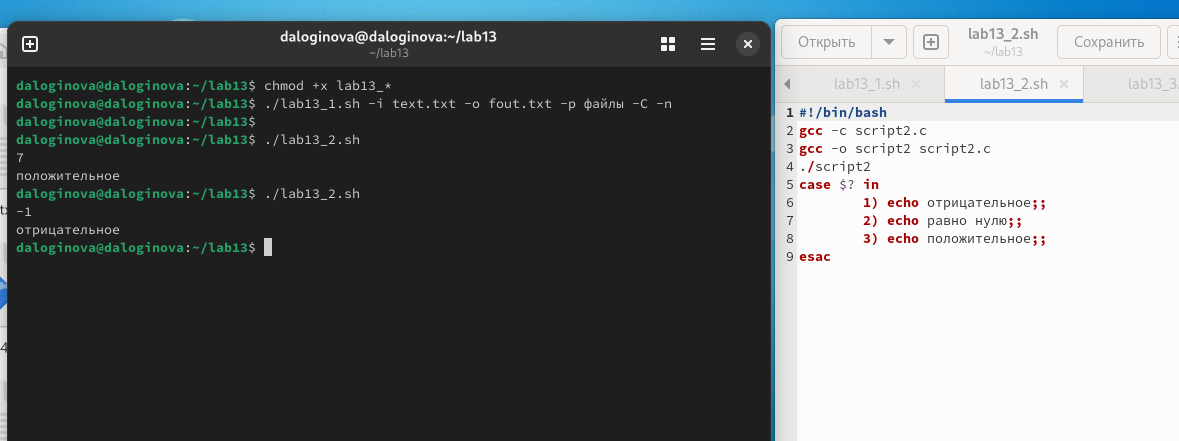 daloginova@daloginova:~/lab13
~/lab13
daloginova@daloginova:~/lab13$ chmod +x lab13_*
daloginova@daloginova:~/lab13$ ./lab13_1.sh -i text.txt -o fout.txt -p файлы -C -n
daloginova@daloginova:~/lab13$
daloginova@daloginova:~/lab13$ ./lab13_2.sh
7
положительное
daloginova@daloginova:~/lab13$ ./lab13_2.sh
-1
отрицательное
daloginova@daloginova:~/lab13$
Открыть
lab13_2.sh
~/lab13
Сохранить
lab13_1.sh
lab13_2.sh
lab13_3.
1 #!/bin/bash
2 gcc -c script2.c
3 gcc -o script2 script2.c
4 ./script2
5 case $? in
6 1) echo отрицательное;;
7 2) echo равно нулю;;
8 3) echo положительное;;
9 esac